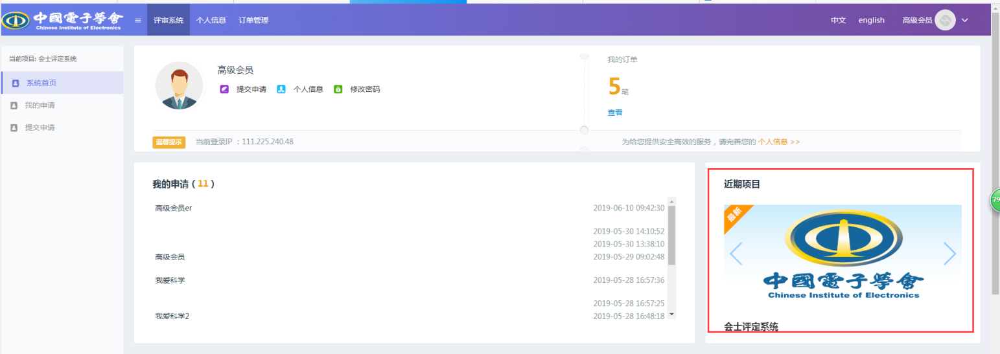 中國電子學會 评审系统 个人信息 订单管理 中文 english 高级会员
Chinese Institute of Electronics
当前项目: 会士评定系统
系统首页
我的申请
提交申请
高级会员
提交申请 个人信息 修改密码
我的订单
5笔
查看
温馨提示 当前登录IP ：111.225.240.48 为给您提供安全高效的服务，请完善您的 个人信息 >>
我的申请（11）
高级会员er 2019-06-10 09:42:30
2019-05-30 14:10:52
2019-05-30 13:38:10
高级会员 2019-05-29 09:02:48
我爱科学 2019-05-28 16:57:36
2019-05-28 16:57:25
我爱科学2 2019-05-28 16:48:18
近期项目
最新
中國電子學會
Chinese Institute of Electronics
会士评定系统